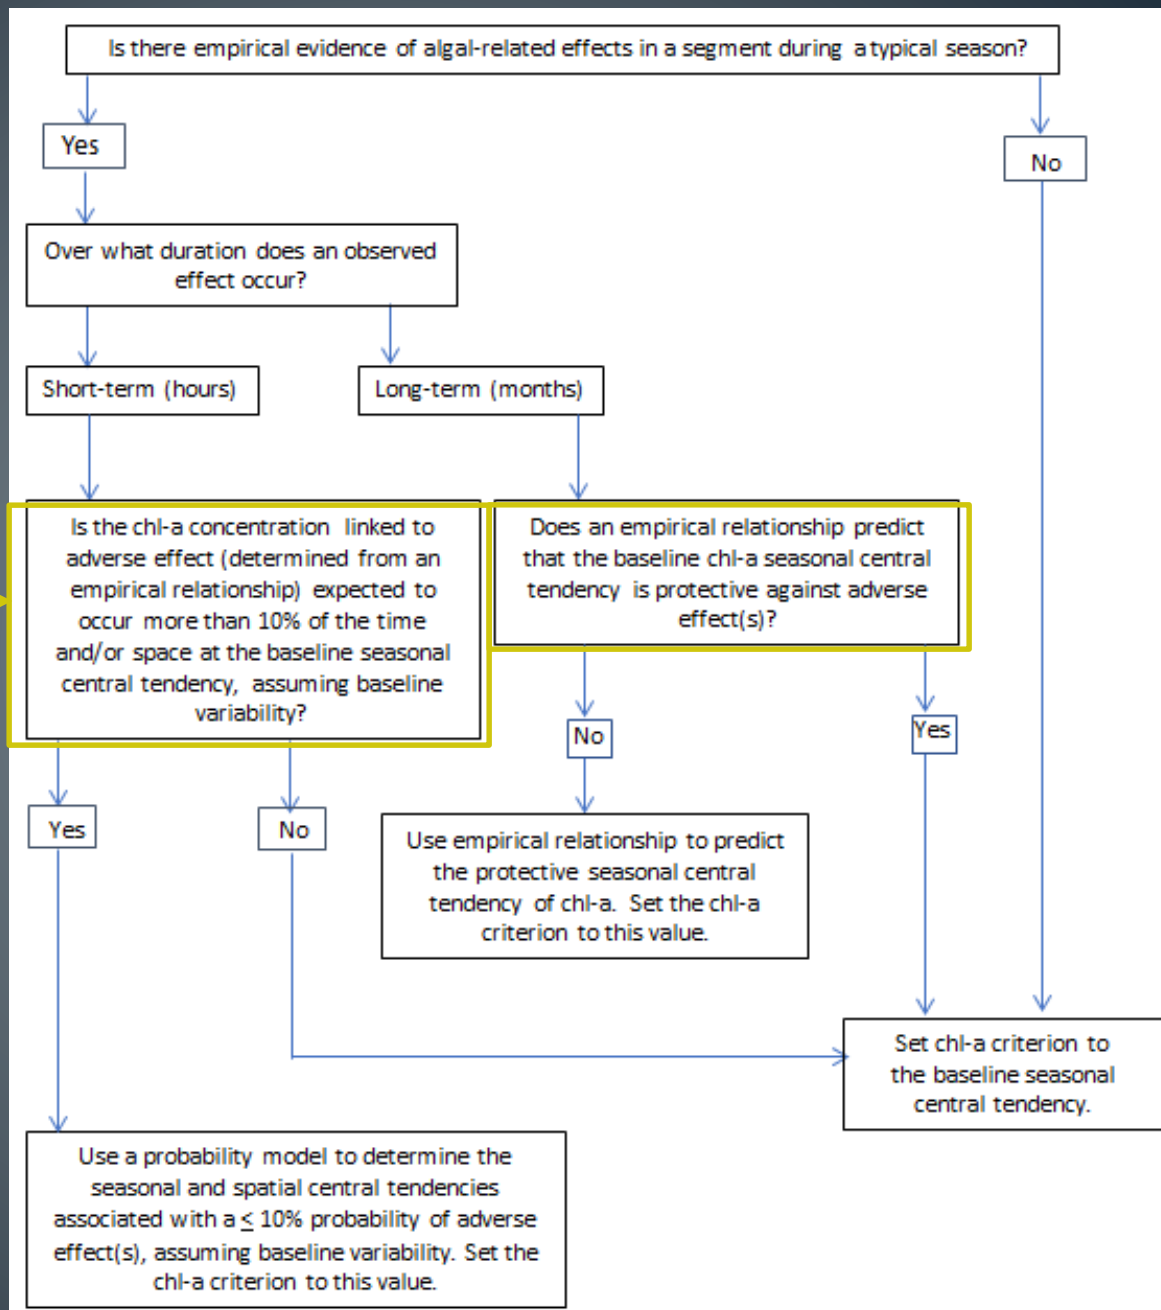 Is there empirical evidence of algal-related effects in a segment during a typical season?
Yes
No
Over what duration does an observed
effect occur?
Short-term (hours)
Long-term (months)
Is the chl-a concentration linked to
adverse effect (determined from an
empirical relationship) expected to
occur more than 10% of the time
and/or space at the baseline seasonal
central tendency, assuming baseline
variability?
Does an empirical relationship predict
that the baseline chl-a seasonal central
tendency is protective against adverse
effect(s)?
No
Yes
Yes
No
Use empirical relationship to predict
the protective seasonal central
tendency of chl-a. Set the chl-a
criterion to this value.
Set chl-a criterion to
the baseline seasonal
central tendency.
Use a probability model to determine the
seasonal and spatial central tendencies
associated with a ≤ 10% probability of adverse
effect(s), assuming baseline variability. Set the
chl-a criterion to this value.